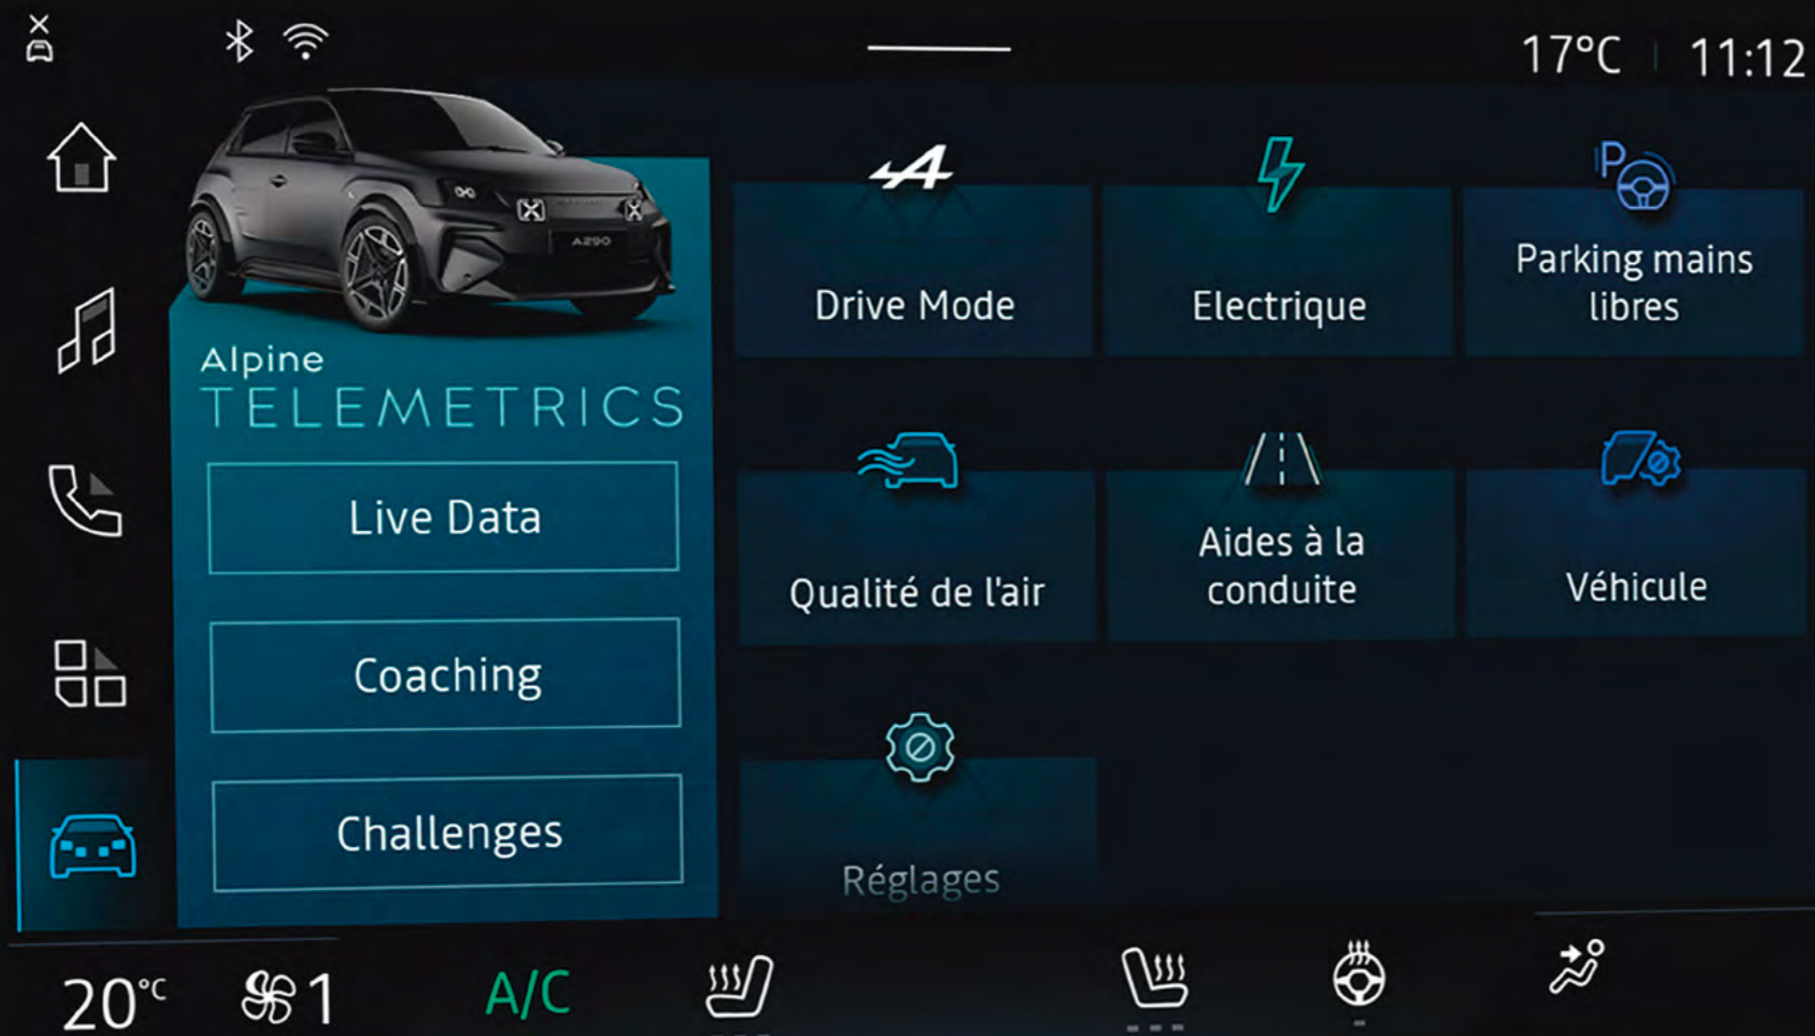 17°C 11:12
A290
P
Drive Mode
Electrique
Parking mains
libres
Alpine
TELEMETRICS
Live Data
Coaching
Challenges
Qualité de l'air
Aides à la
conduite
Véhicule
Réglages
20°C
1
A/C